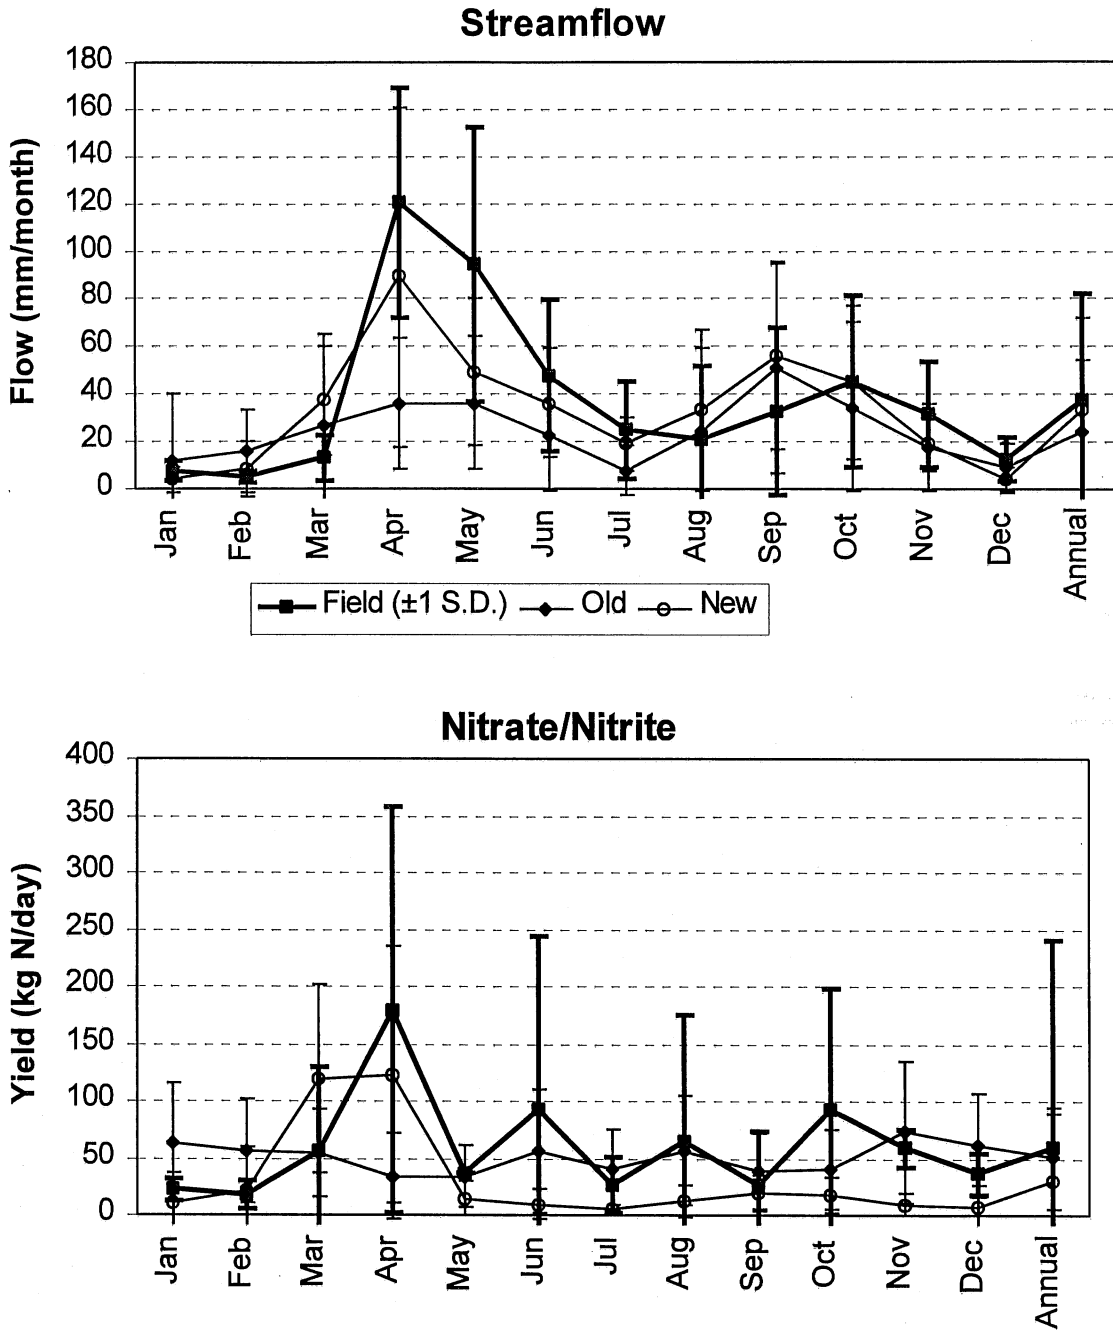 Streamflow
Flow (mm/month)
180
160
140
120
100
80
60
40
20
0
Jan Feb Mar Apr May Jun Jul Aug Sep Oct Nov Dec Annual
Field (±1 S.D.) Old New
Nitrate/Nitrite
Yield (kg N/day)
400
350
300
250
200
150
100
50
0
Jan Feb Mar Apr May Jun Jul Aug Sep Oct Nov Dec Annual